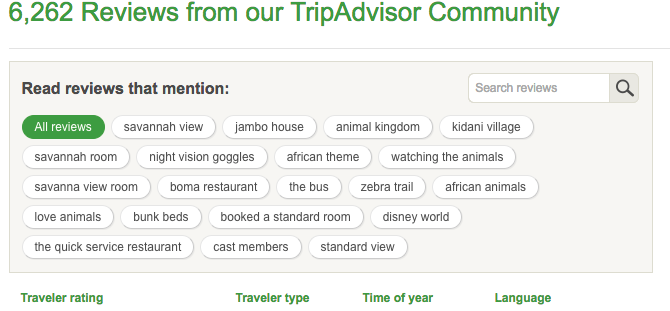 6,262 Reviews from our TripAdvisor Community
Read reviews that mention: Search reviews
All reviews savannah view jambo house animal kingdom kidani village
savannah room night vision goggles african theme watching the animals
savanna view room boma restaurant the bus zebra trail african animals
love animals bunk beds booked a standard room disney world
the quick service restaurant cast members standard view
Traveler rating Traveler type Time of year Language